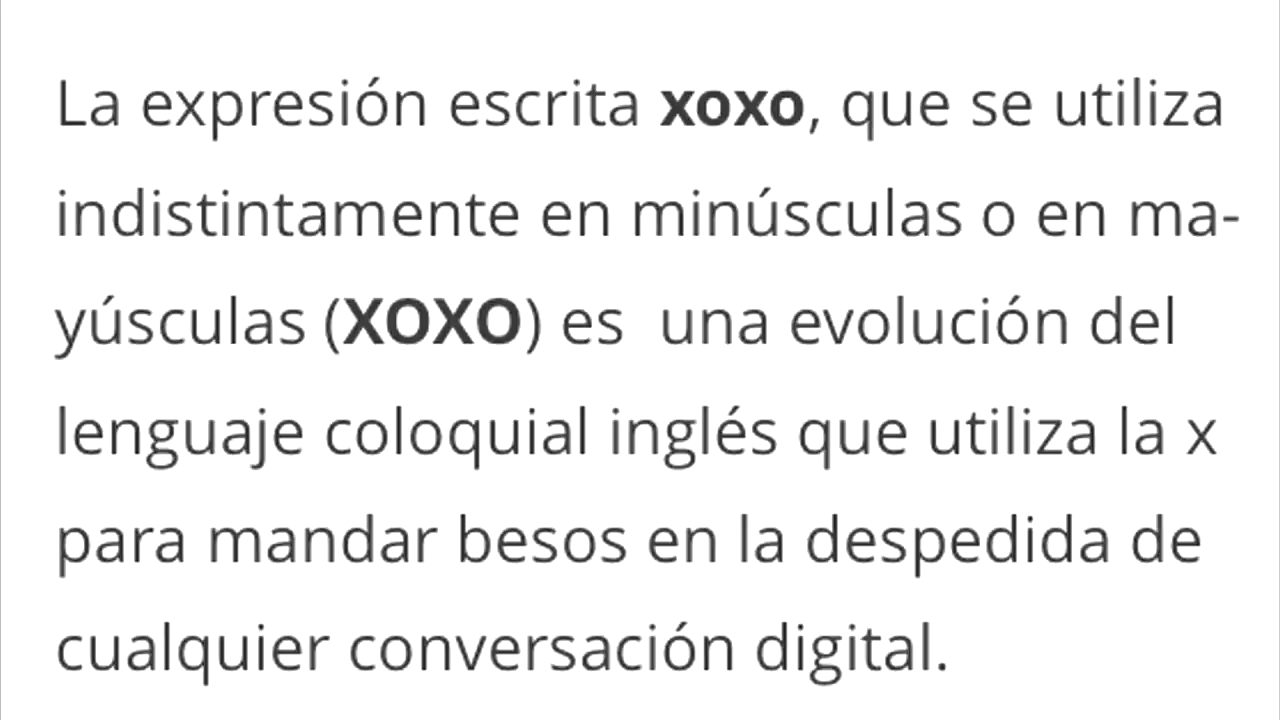 La expresión escrita xoxo, que se utiliza
indistintamente en minúsculas o en ma-
yúsculas (XOXO) es  una evolución del
lenguaje coloquial inglés que utiliza la x
para mandar besos en la despedida de
cualquier conversación digital.